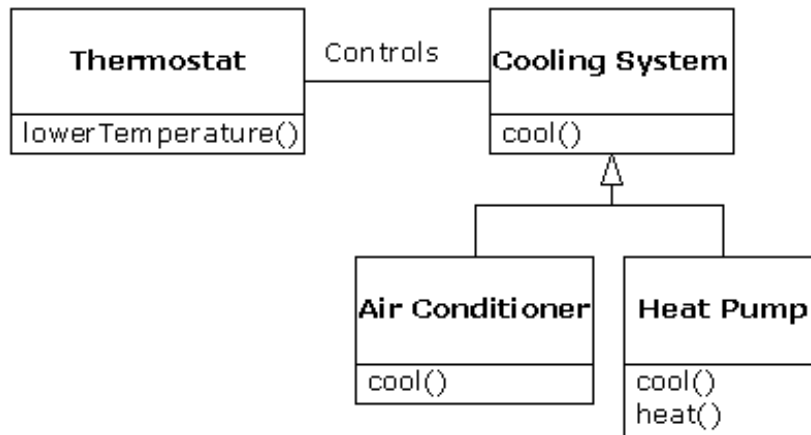 Thermostat
Controls
Cooling System
lowerTemperature()
cool()
Air Conditioner
Heat Pump
cool()
cool()
heat()